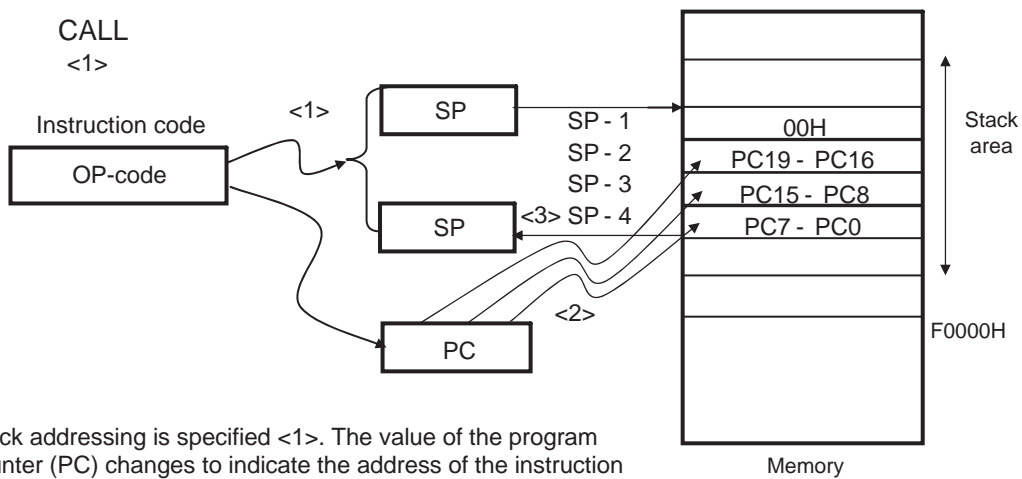 CALL
<1>
Instruction code
OP-code
<1>
SP
SP
<3>
SP - 1
SP - 2
SP - 3
SP - 4
PC
<2>
00H
PC19 - PC16
PC15 - PC8
PC7 - PC0
Stack
area
F0000H
Memory
ck addressing is specified <1>. The value of the program
unter (PC) changes to indicate the address of the instruction